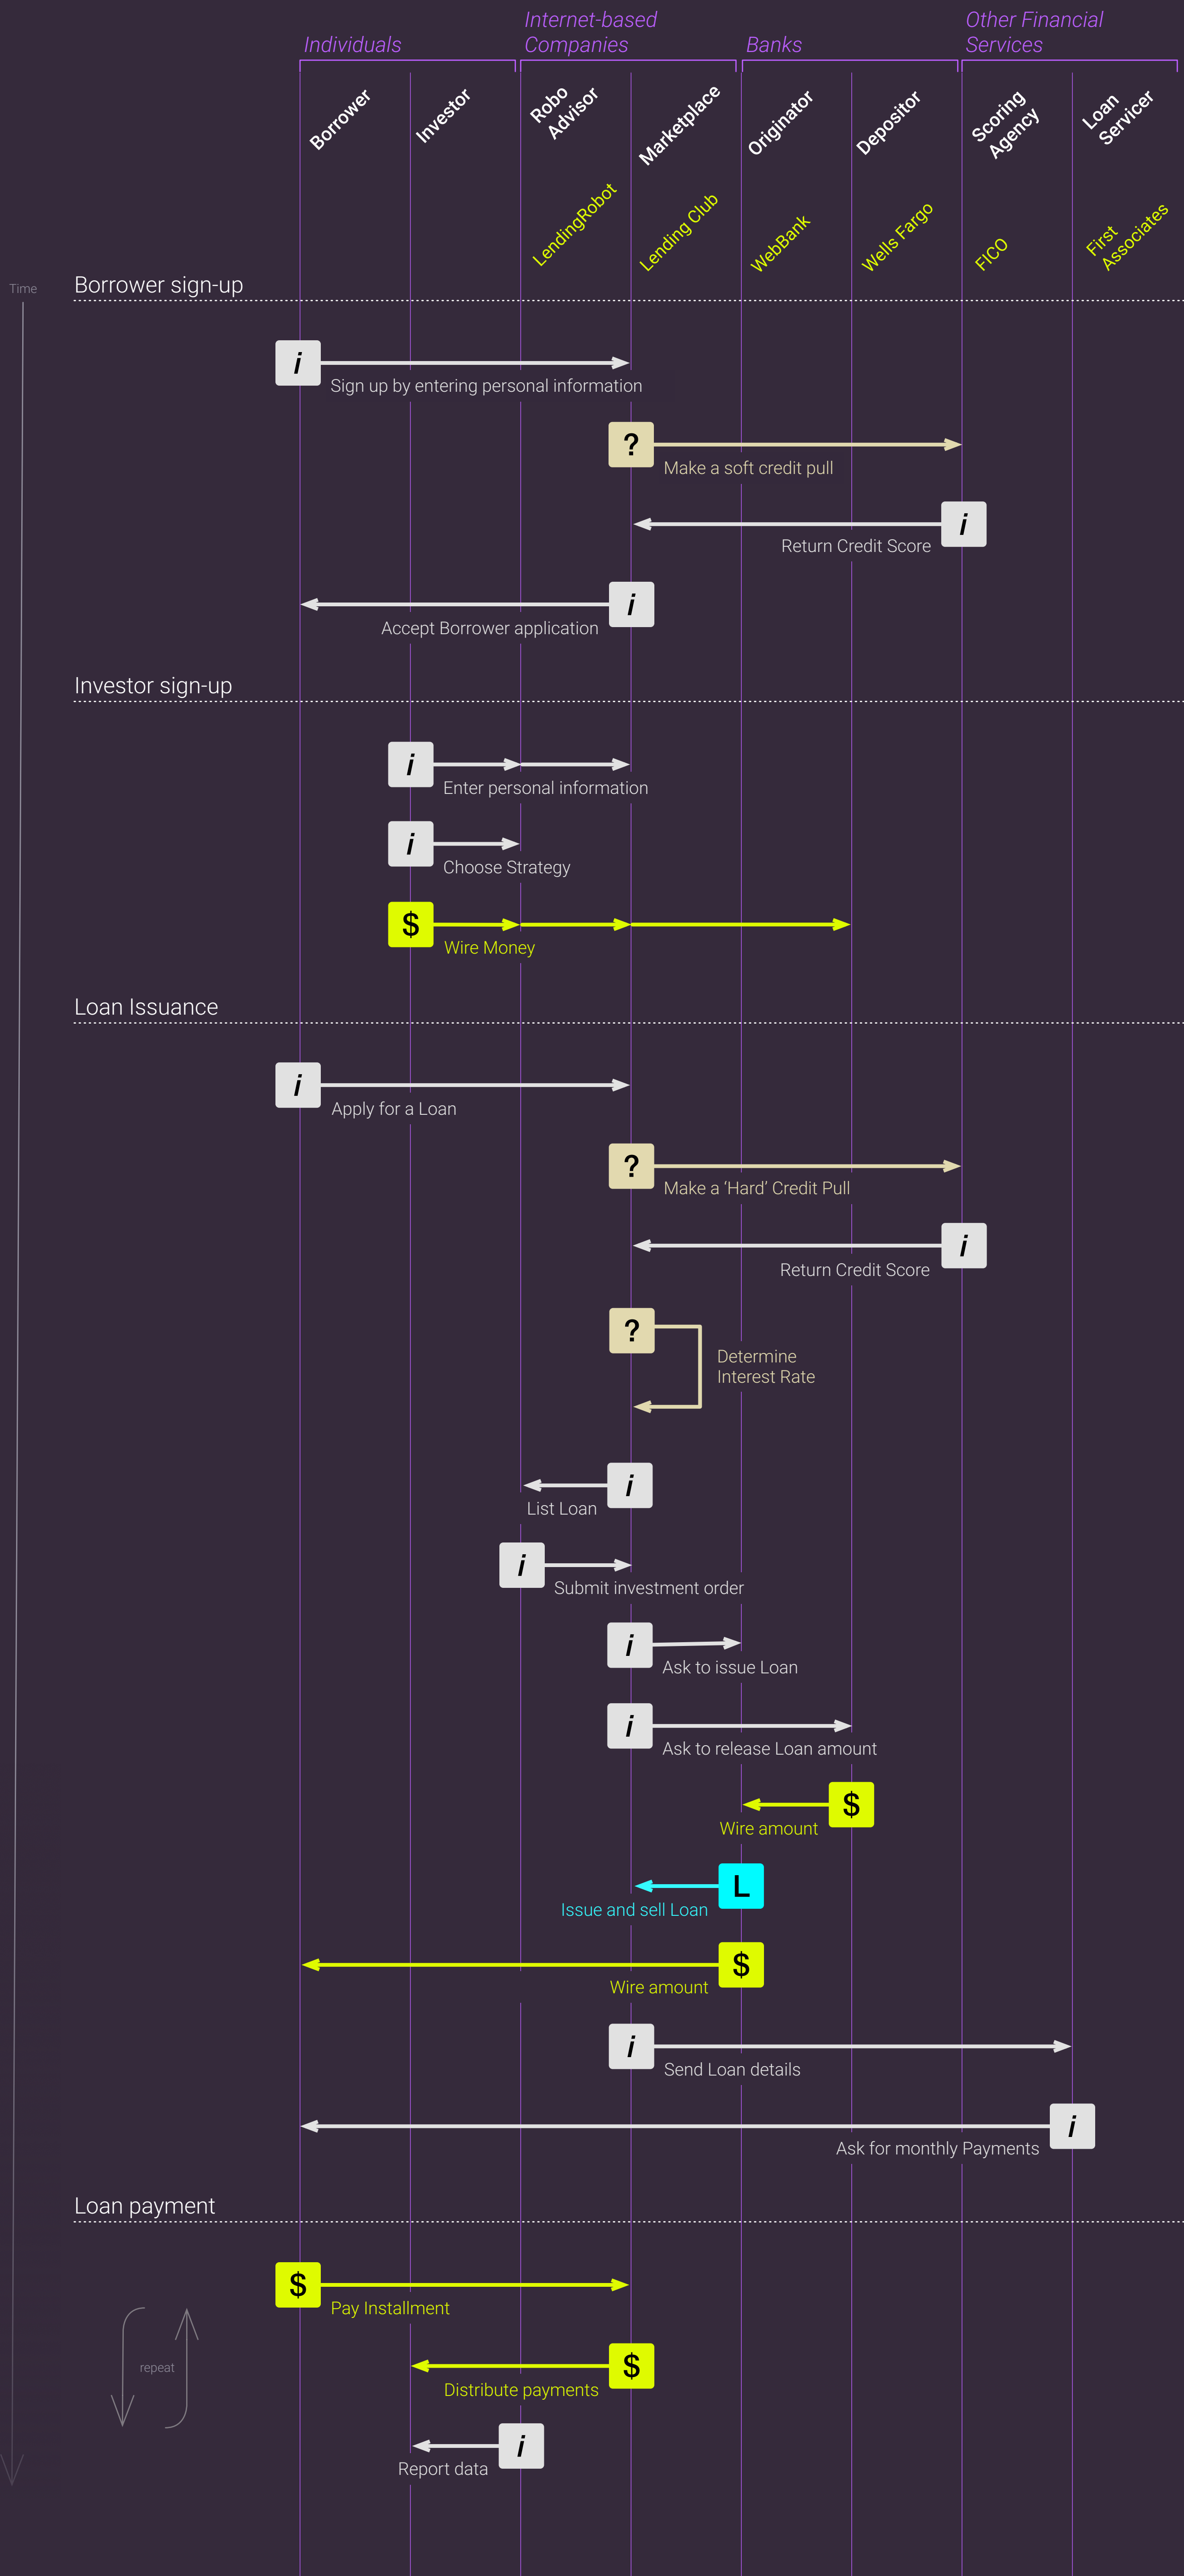 Individuals
Internet-based
Companies
Banks
Other Financial
Services
Borrower
Investor
Robo
Advisor
Marketplace
Originator
Depositor
Scoring
Agency
Loan
Servicer
LendingRobot
Lending Club
WebBank
Wells Fargo
FICO
First
Associates
Time
Borrower sign-up
i
Sign up by entering personal information
?
Make a soft credit pull
i
Return Credit Score
i
Accept Borrower application
Investor sign-up
i
Enter personal information
i
Choose Strategy
$
Wire Money
Loan Issuance
i
Apply for a Loan
?
Make a ‘Hard’ Credit Pull
i
Return Credit Score
?
Determine
Interest Rate
i
List Loan
i
Submit investment order
i
Ask to issue Loan
i
Ask to release Loan amount
$
Wire amount
L
Issue and sell Loan
$
Wire amount
i
Send Loan details
i
Ask for monthly Payments
Loan payment
$
Pay Installment
repeat
$
Distribute payments
i
Report data